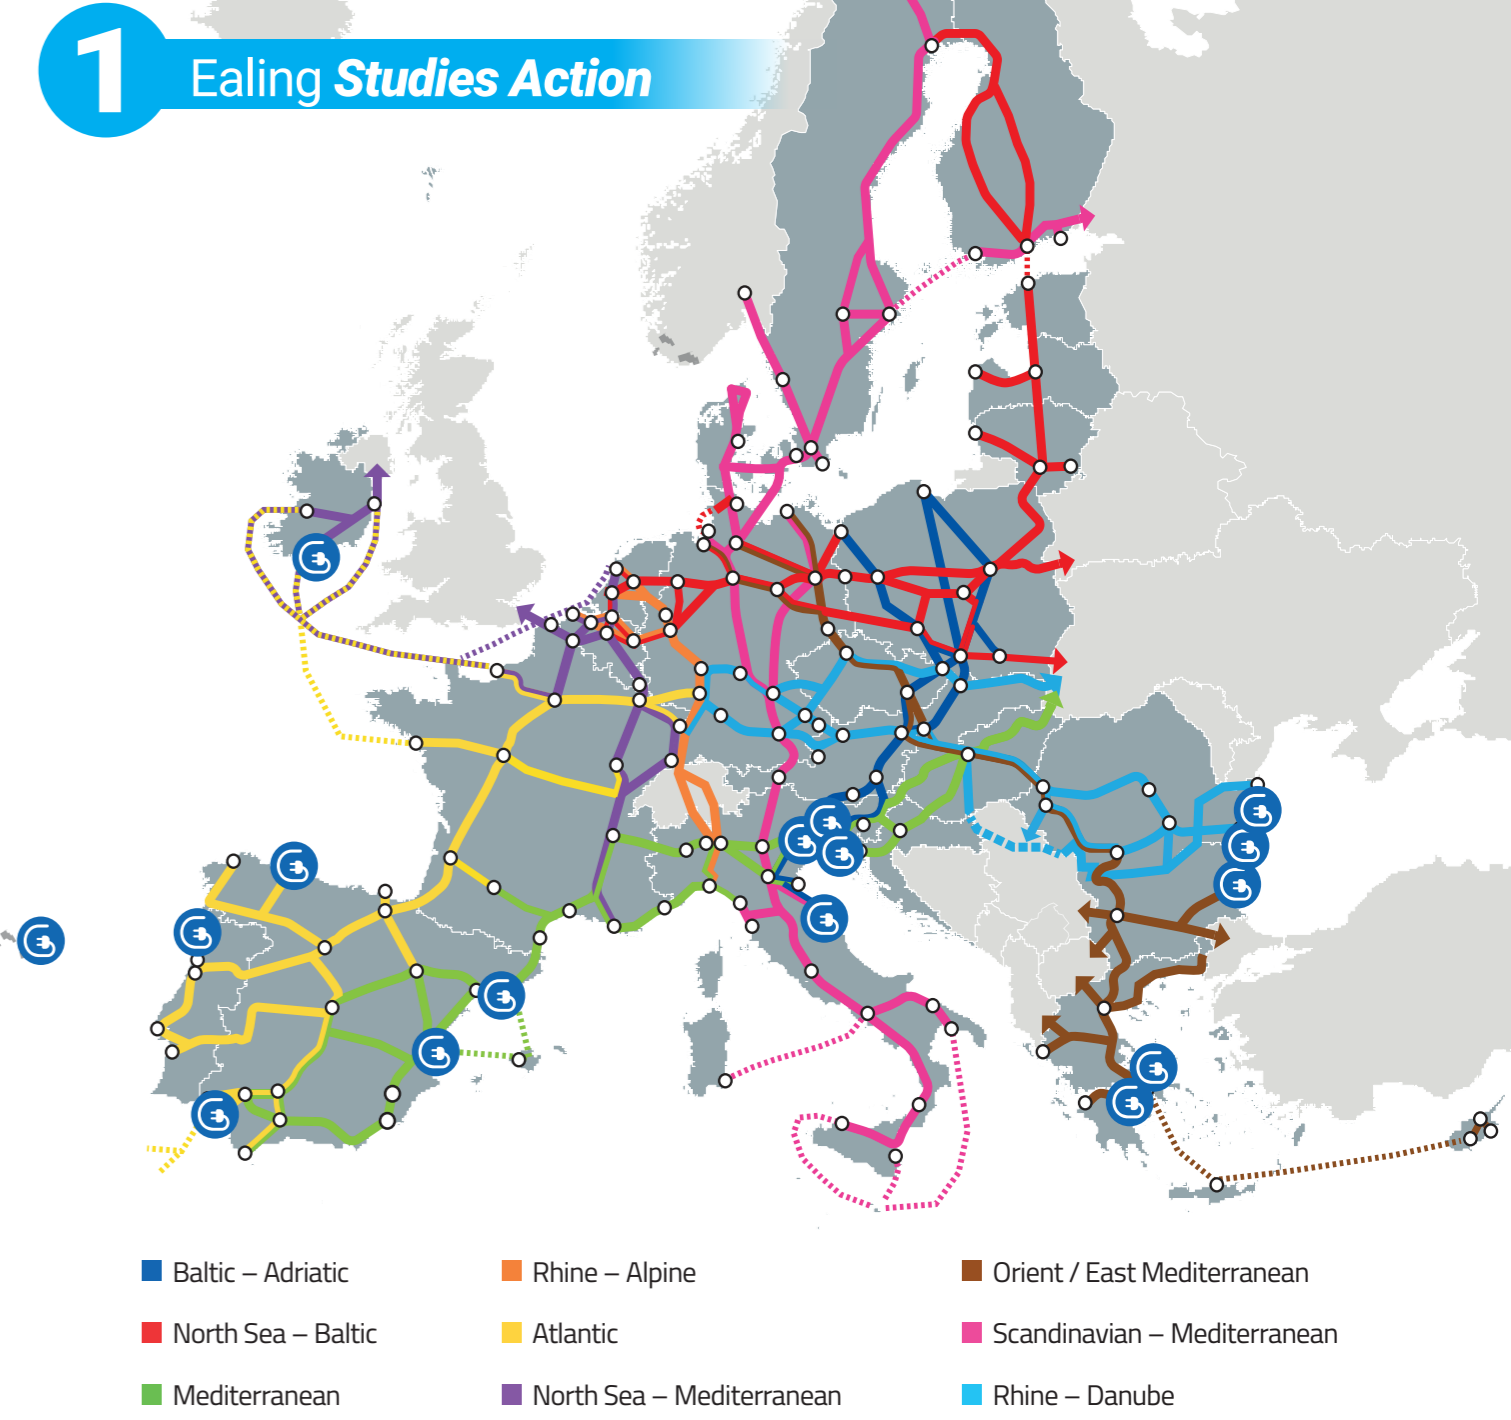 1
Ealing Studies Action
Baltic – Adriatic
Rhine – Alpine
Orient / East Mediterranean
North Sea – Baltic
Atlantic
Scandinavian – Mediterranean
Mediterranean
North Sea – Mediterranean
Rhine – Danube